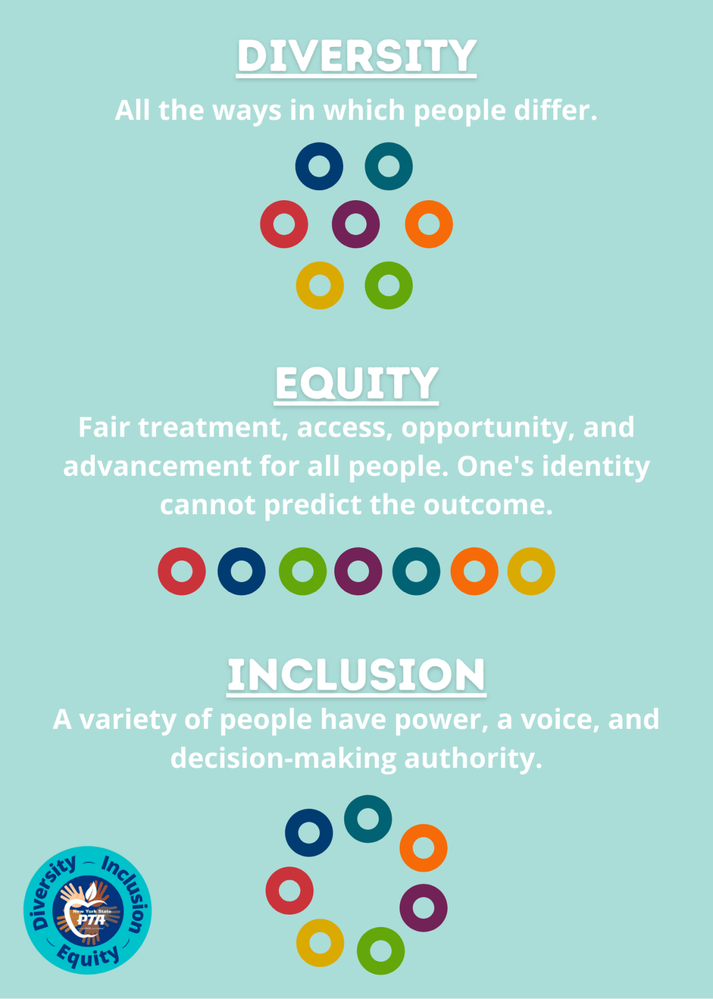 DIVERSITY
All the ways in which people differ.
EQUITY
Fair treatment, access, opportunity, and
advancement for all people. One's identity
cannot predict the outcome.
INCLUSION
A variety of people have power, a voice, and
decision-making authority.
Diversity
Inclusion
New York State
PTA
Equity